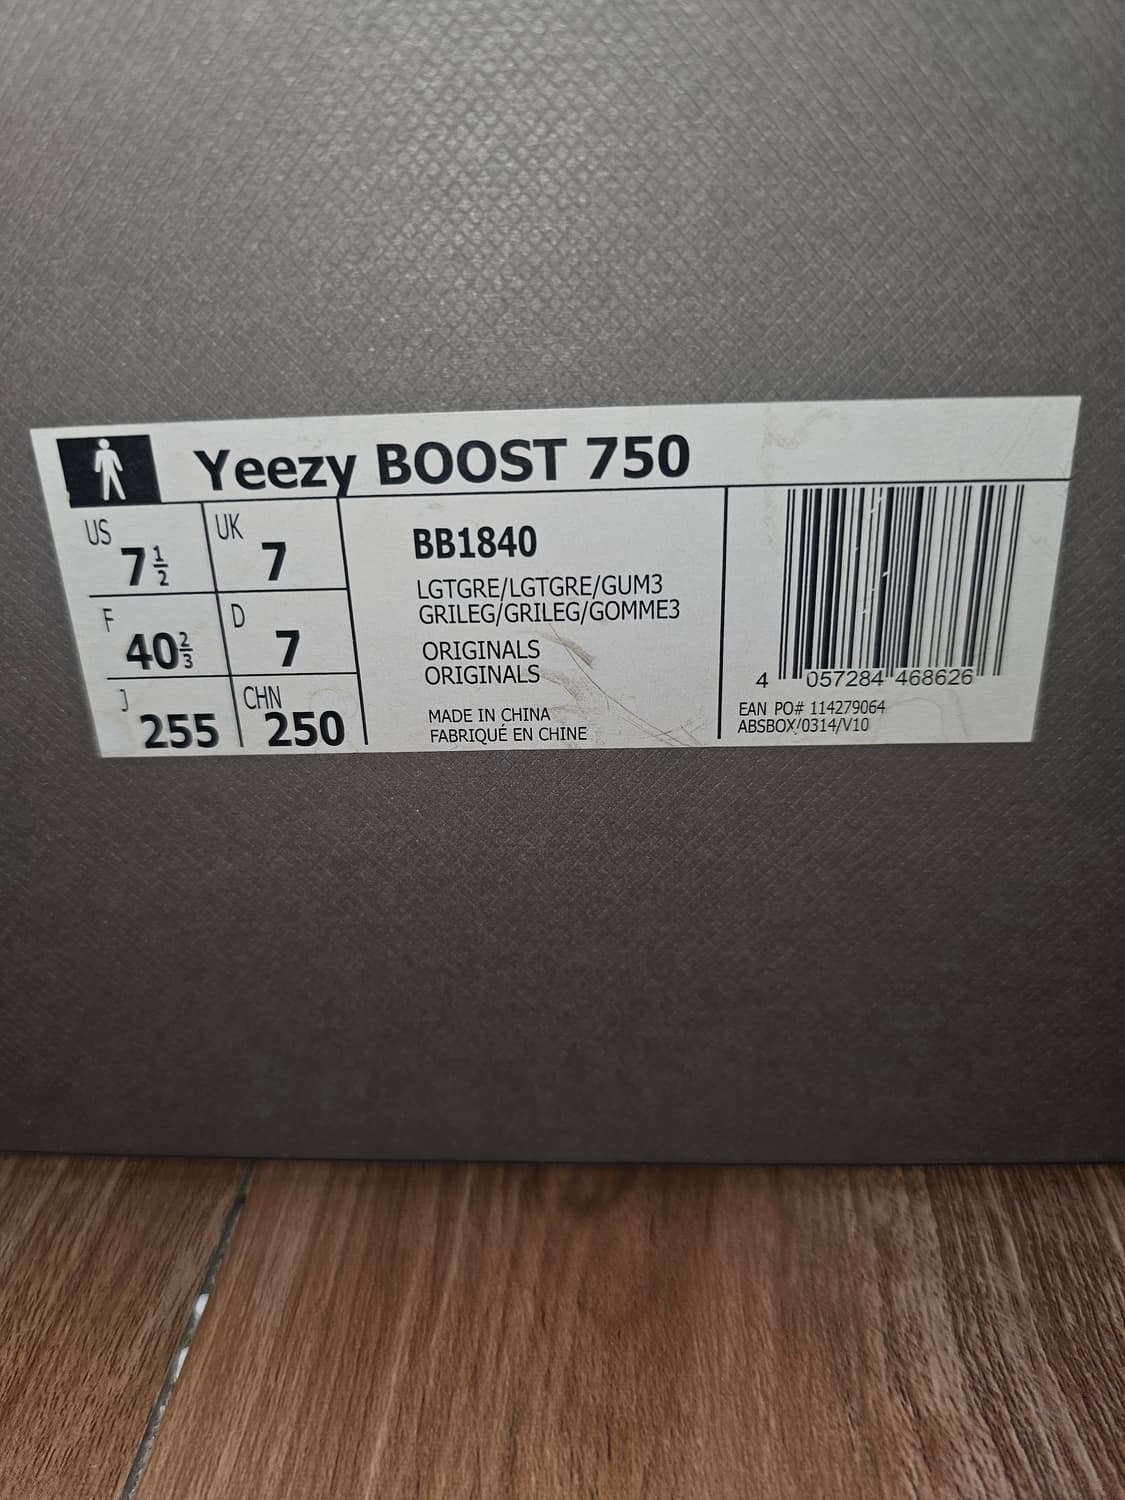 Yeezy BOOST 750
US 7 1/2
UK 7
F 40 2/3
D 7
J 255
CHN 250
BB1840
LGTGRE/LGTGRE/GUM3
GRILEG/GRILEG/GOMME3
ORIGINALS
ORIGINALS
MADE IN CHINA
FABRIQUÉ EN CHINE
4 057284 468626
EAN PO# 114279064
ABSBOX/0314/V10